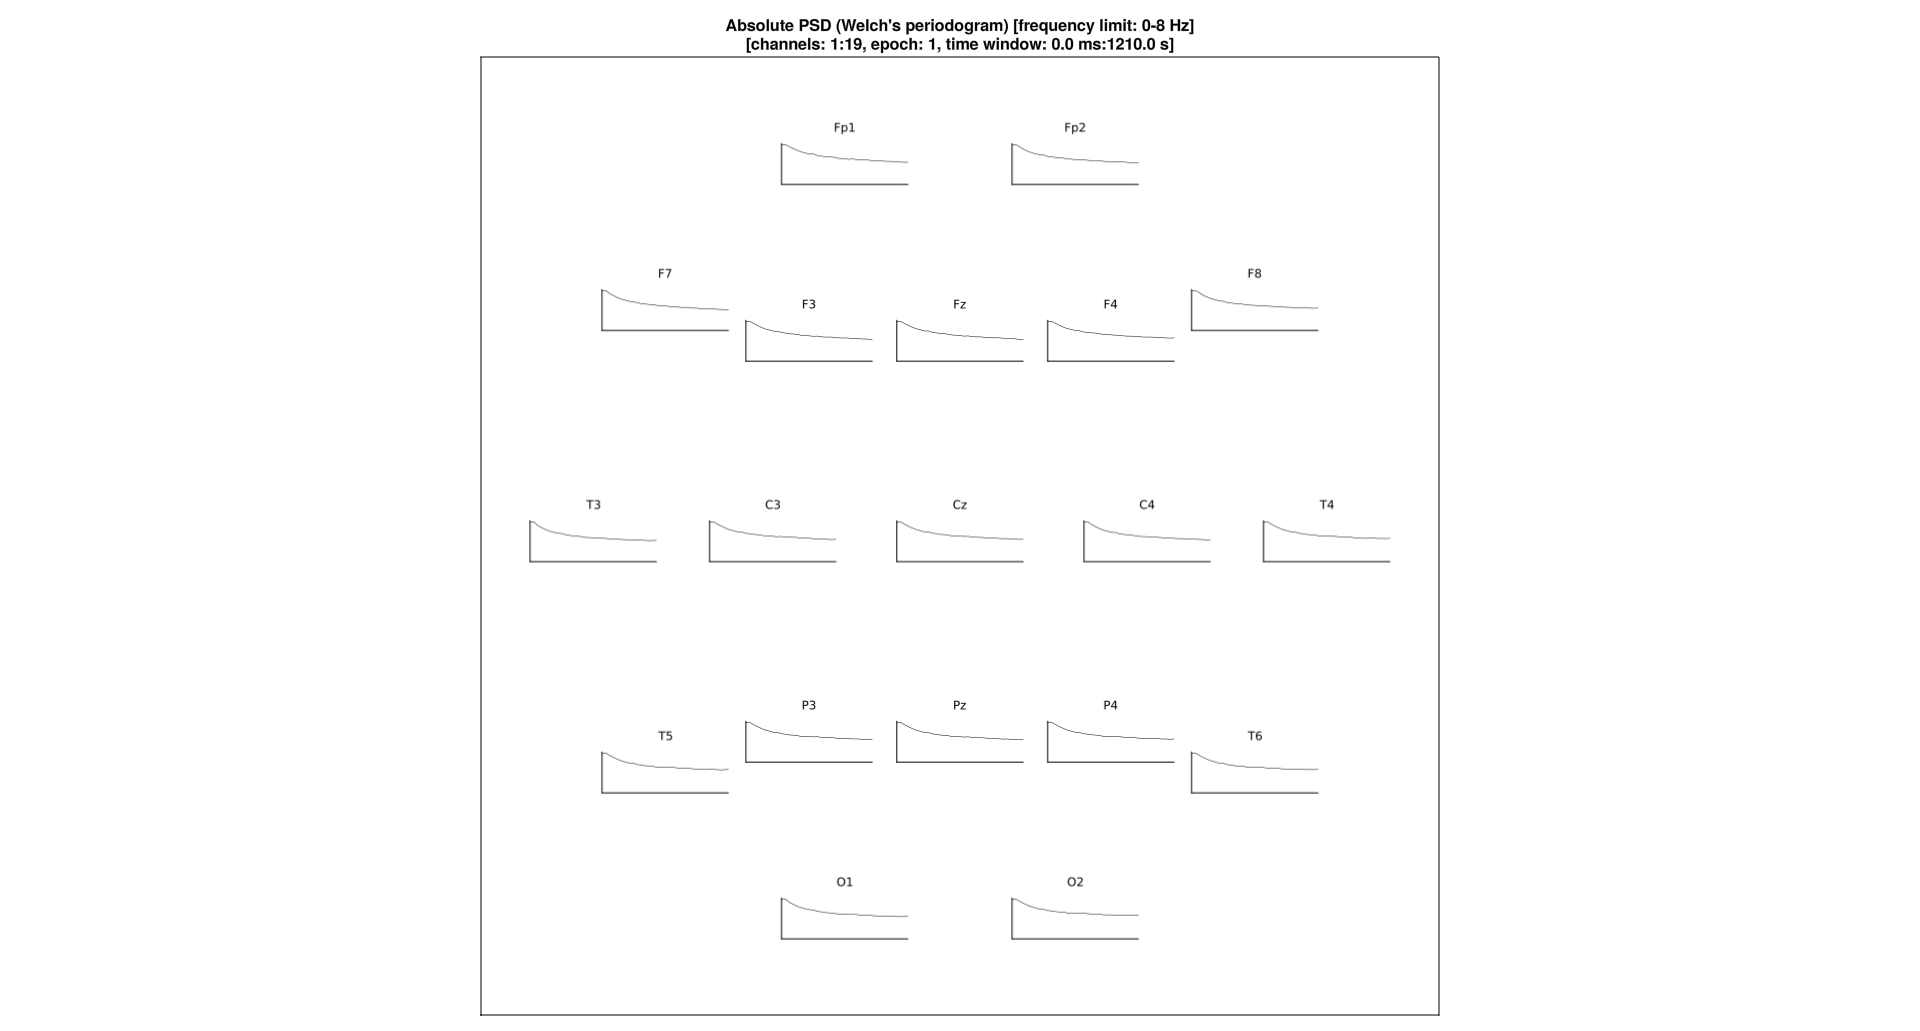 Absolute PSD (Welch's periodogram) [frequency limit: 0-8 Hz]
[channels: 1:19, epoch: 1, time window: 0.0 ms:1210.0 s]
Fp1 Fp2
F7 F8
F3 Fz F4
T3 C3 Cz C4 T4
P3 Pz P4
T5 T6
O1 O2